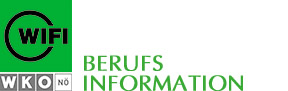 WIFI
WKO NÖ
BERUFS
INFORMATION